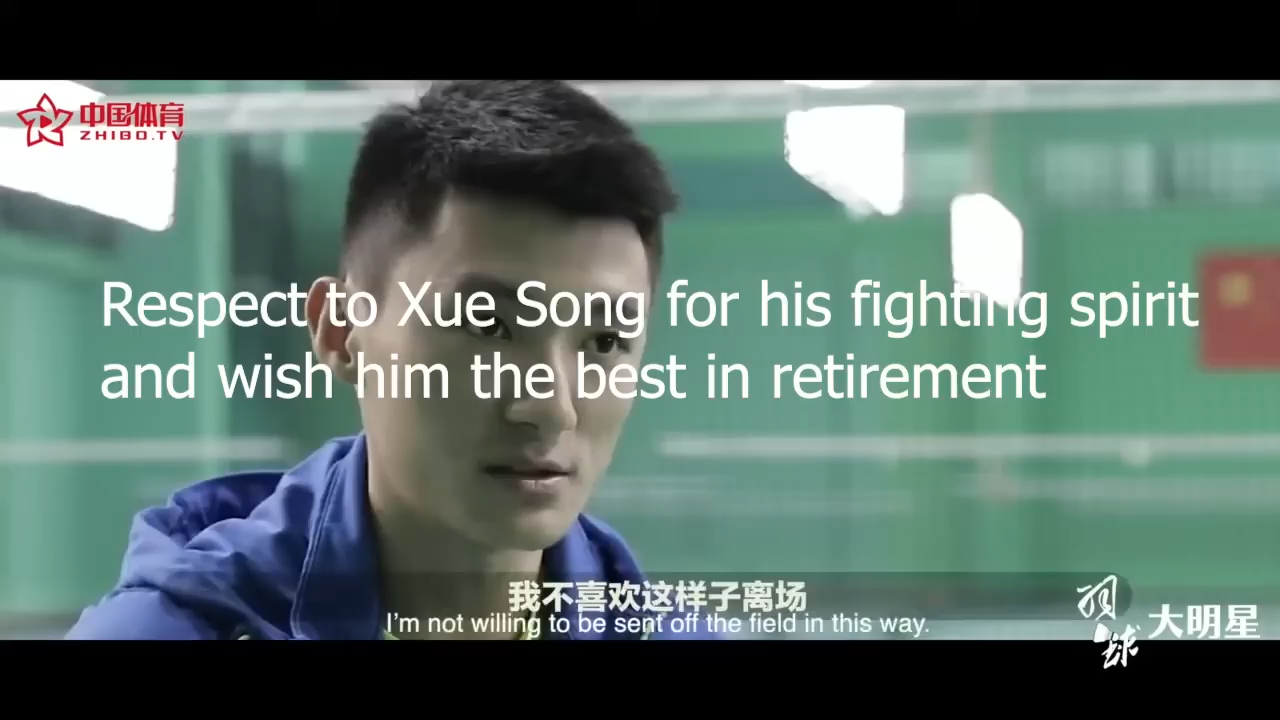 中国体育
ZHIBO.TV
Respect to Xue Song for his fighting spirit
and wish him the best in retirement
我不喜欢这样子离场
I'm not willing to be sent off the field in this way.
羽球
大明星